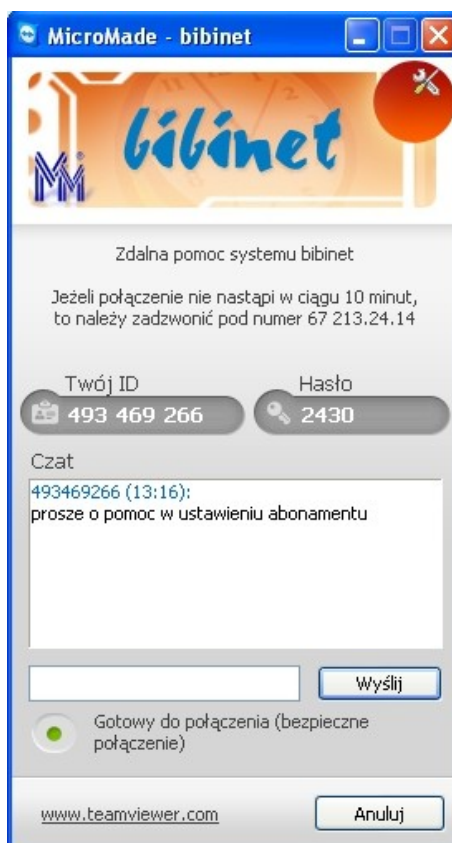 MicroMade - bibinet
bibinet
MM
Zdalna pomoc systemu bibinet
Jeżeli połączenie nie nastąpi w ciągu 10 minut,
to należy zadzwonić pod numer 67 213.24.14
Twój ID
Hasło
493 469 266
2430
Czat
493469266 (13:16):
prosze o pomoc w ustawieniu abonamentu
Wyślij
Gotowy do połączenia (bezpieczne
połączenie)
www.teamviewer.com
Anuluj